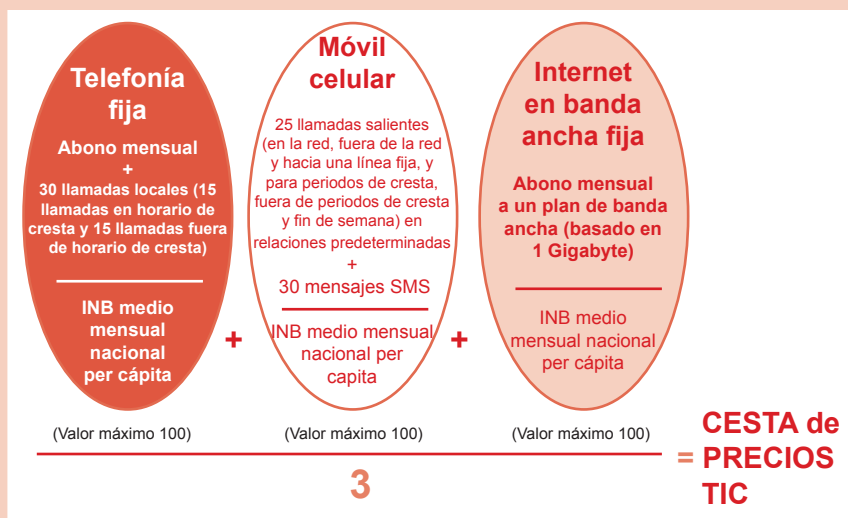 Telefonía
fija
Abono mensual
+
30 llamadas locales (15
llamadas en horario de
cresta y 15 llamadas fuera
de horario de cresta)
INB medio
mensual
nacional
per cápita
(Valor máximo 100)
+
Móvil
celular
25 llamadas salientes
(en la red, fuera de la red
y hacia una línea fija, y
para periodos de cresta,
fuera de periodos de cresta
y fin de semana) en
relaciones predeterminadas
+
30 mensajes SMS
INB medio mensual
nacional per
capita
(Valor máximo 100)
+
Internet
en banda
ancha fija
Abono mensual
a un plan de banda
ancha (basado en
1 Gigabyte)
INB medio
mensual nacional
per cápita
(Valor máximo 100)
3
=
CESTA de
PRECIOS
TIC